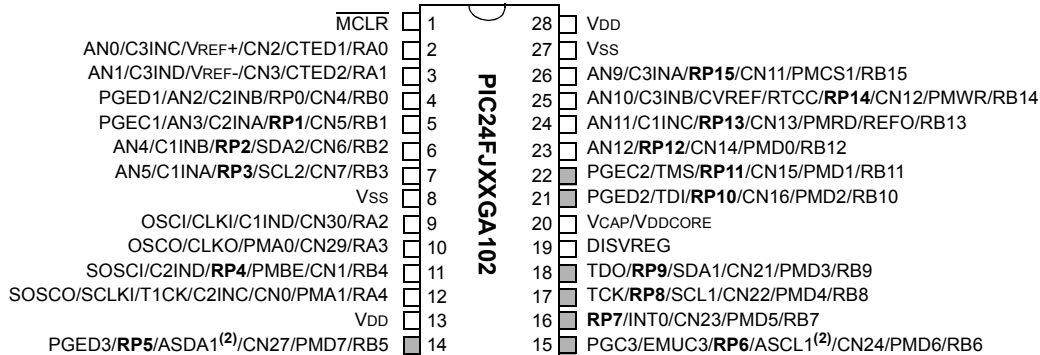 MCLR 1
AN0/C3INC/VREF+/CN2/CTED1/RA0 2
AN1/C3IND/VREF-/CN3/CTED2/RA1 3
PGED1/AN2/C2INB/RP0/CN4/RB0 4
PGEC1/AN3/C2INA/RP1/CN5/RB1 5
AN4/C1INB/RP2/SDA2/CN6/RB2 6
AN5/C1INA/RP3/SCL2/CN7/RB3 7
VSS 8
OSCI/CLKI/C1IND/CN30/RA2 9
OSCO/CLKO/PMA0/CN29/RA3 10
SOSCI/C2IND/RP4/PMBE/CN1/RB4 11
SOSCO/SCLKI/T1CK/C2INC/CN0/PMA1/RA4 12
VDD 13
PGED3/RP5/ASDA1(2)/CN27/PMD7/RB5 14
PIC24FJXXGA102
28 VDD
27 VSS
26 AN9/C3INA/RP15/CN11/PMCS1/RB15
25 AN10/C3INB/CVREF/RTCC/RP14/CN12/PMWR/RB14
24 AN11/C1INC/RP13/CN13/PMRD/REFO/RB13
23 AN12/RP12/CN14/PMD0/RB12
22 PGEC2/TMS/RP11/CN15/PMD1/RB11
21 PGED2/TDI/RP10/CN16/PMD2/RB10
20 VCAP/VDDCORE
19 DISVREG
18 TDO/RP9/SDA1/CN21/PMD3/RB9
17 TCK/RP8/SCL1/CN22/PMD4/RB8
16 RP7/INT0/CN23/PMD5/RB7
15 PGC3/EMUC3/RP6/ASCL1(2)/CN24/PMD6/RB6